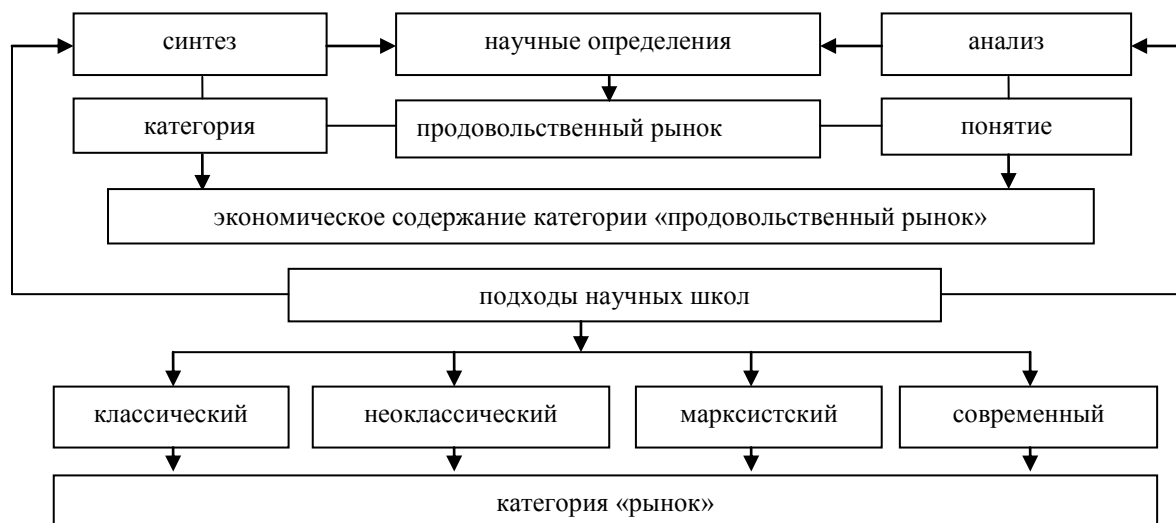 синтез
научные определения
анализ
категория
продовольственный рынок
понятие
экономическое содержание категории «продовольственный рынок»
подходы научных школ
классический
неоклассический
марксистский
современный
категория «рынок»